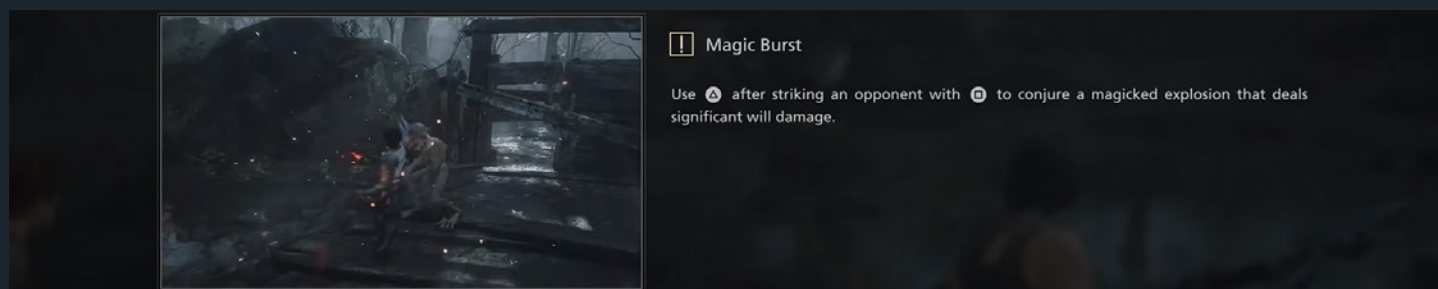 ! Magic Burst
Use △ after striking an opponent with □ to conjure a magicked explosion that deals
significant will damage.